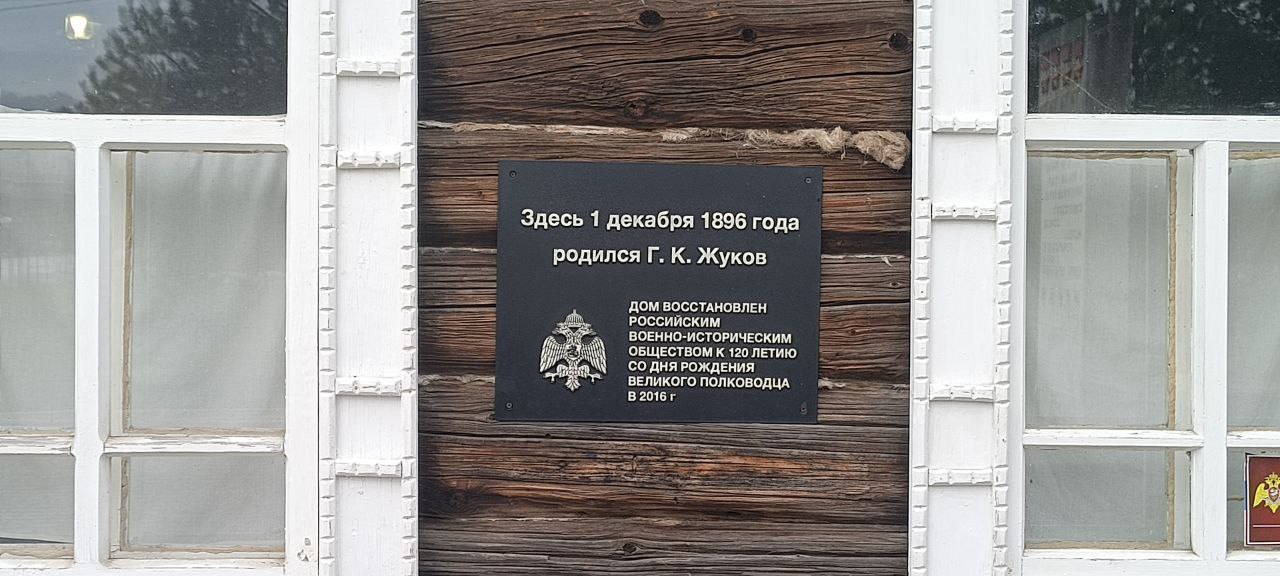 Здесь 1 декабря 1896 года
родился Г. К. Жуков
ДОМ ВОССТАНОВЛЕН
РОССИЙСКИМ
ВОЕННО-ИСТОРИЧЕСКИМ
ОБЩЕСТВОМ К 120 ЛЕТИЮ
СО ДНЯ РОЖДЕНИЯ
ВЕЛИКОГО ПОЛКОВОДЦА
В 2016 г